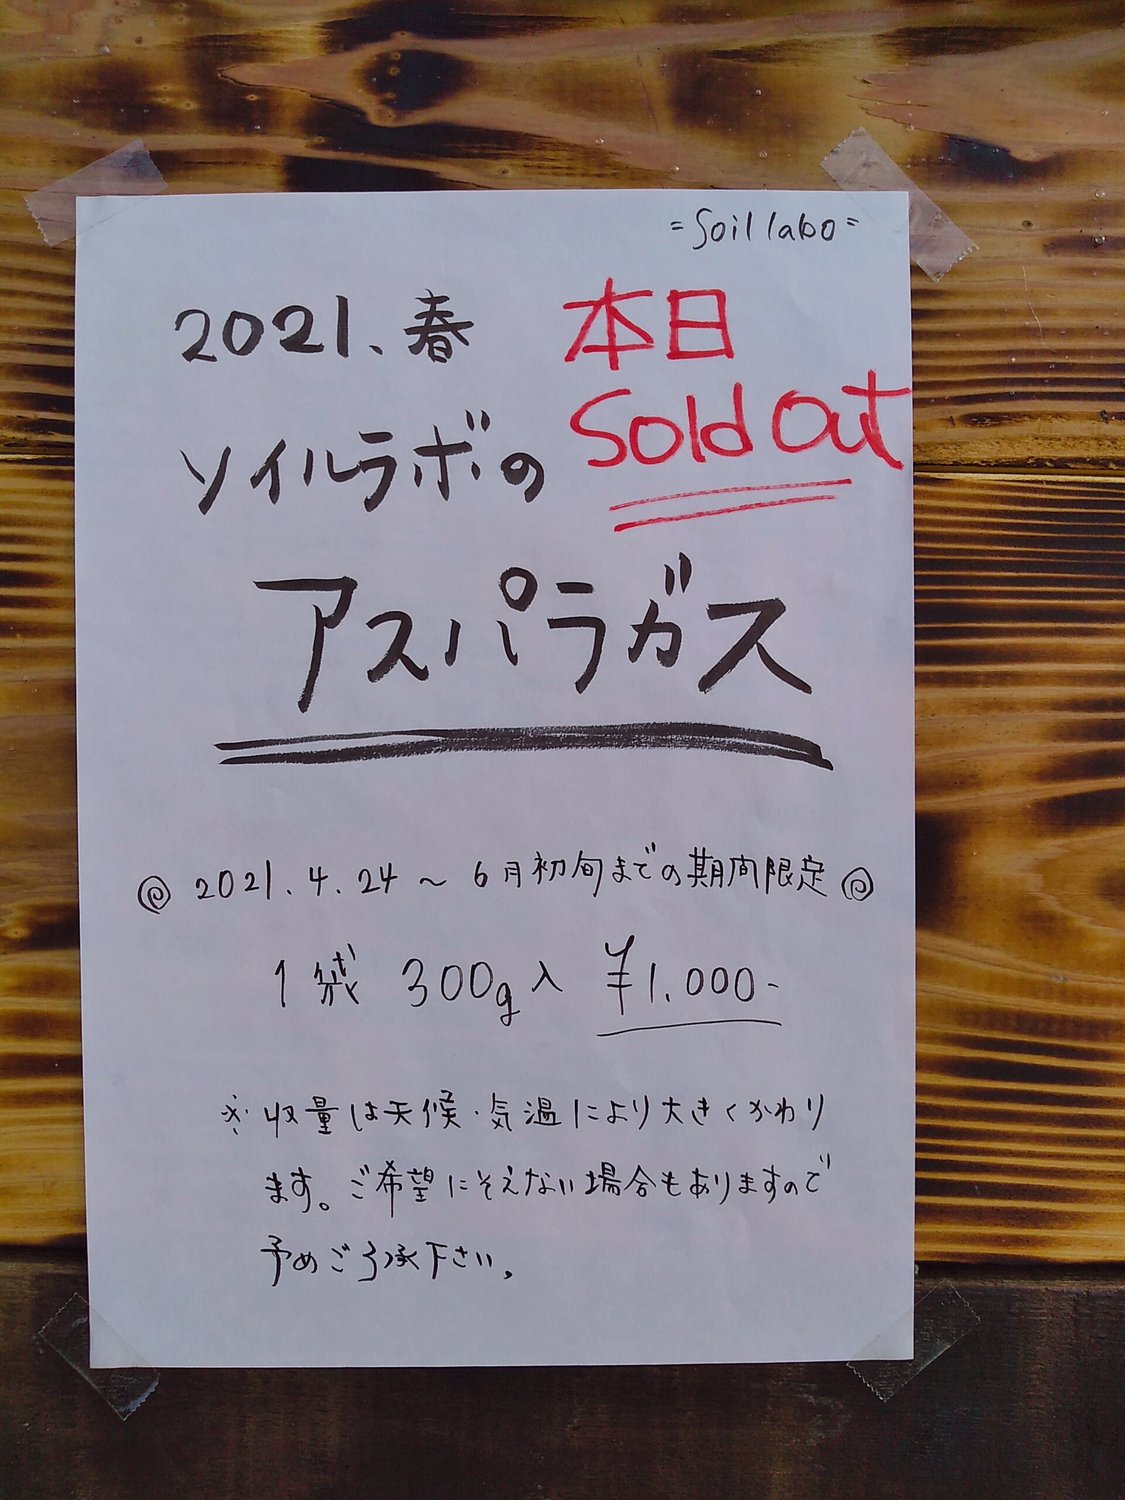 =Soil labo=
2021.春
本日
Sold Out
ソイルラボの
アスパラガス
2021.4.24～6月初旬までの期間限定
1袋 300g入 ¥1.000-
※収量は天候・気温により大きくかわり
ます。ご希望にそえない場合もありますので
予めご了承下さい。